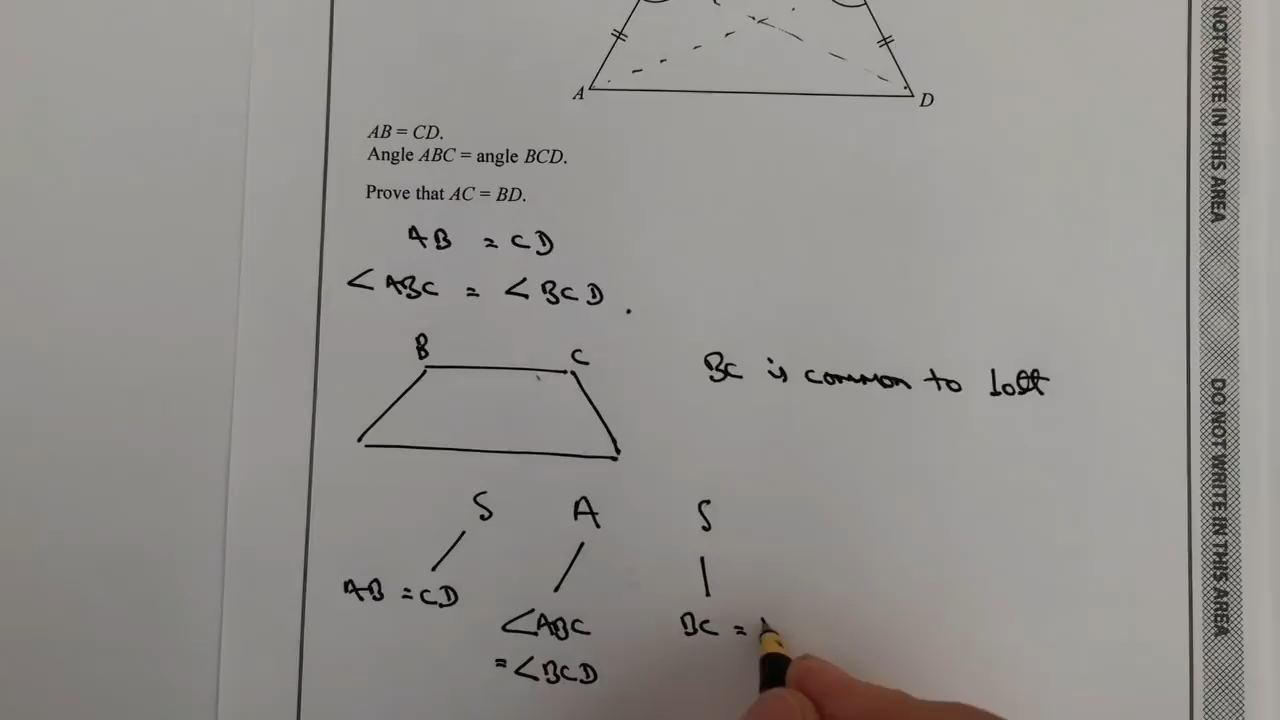 A
D
AB = CD.
Angle ABC = angle BCD.
Prove that AC = BD.
AB = CD
∠ABC = ∠BCD.
B C
BC is common to both
S A S
AB = CD
∠ABC
= ∠BCD
BC =
NOT WRITE IN THIS AREA
DO NOT WRITE IN THIS AREA